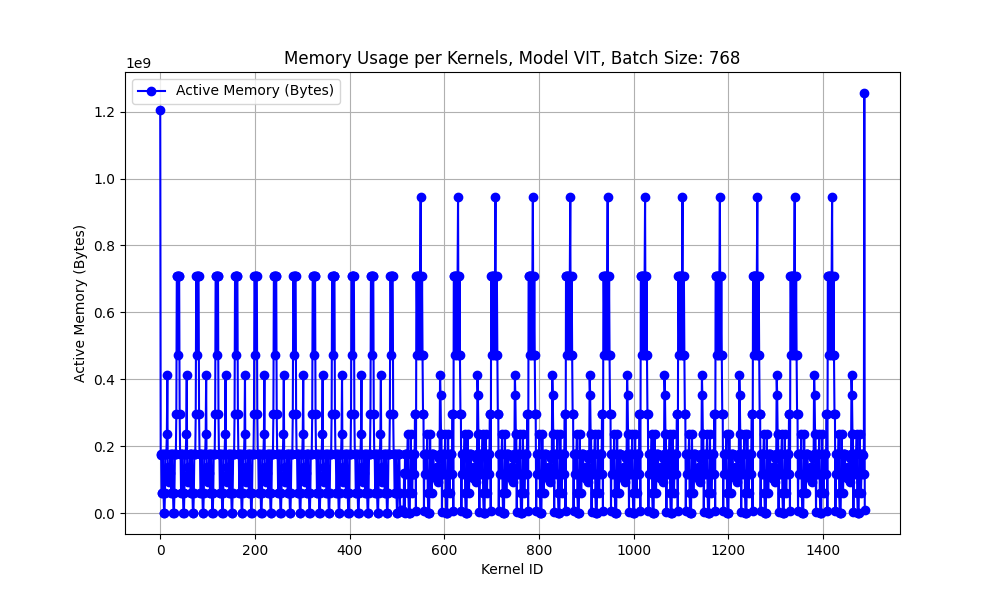 Memory Usage per Kernels, Model VIT, Batch Size: 768
1e9
Active Memory (Bytes)
1.2
1.0
0.8
0.6
0.4
0.2
0.0
Active Memory (Bytes)
0 200 400 600 800 1000 1200 1400
Kernel ID